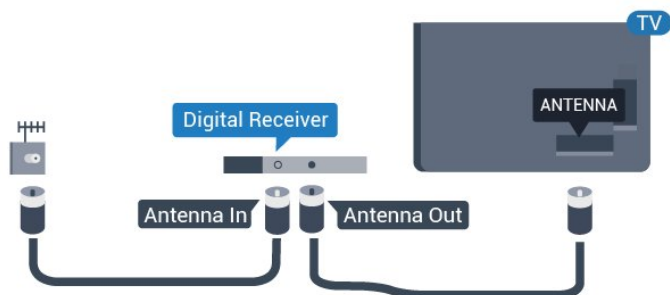 TV
ANTENNA
Digital Receiver
Antenna In
Antenna Out